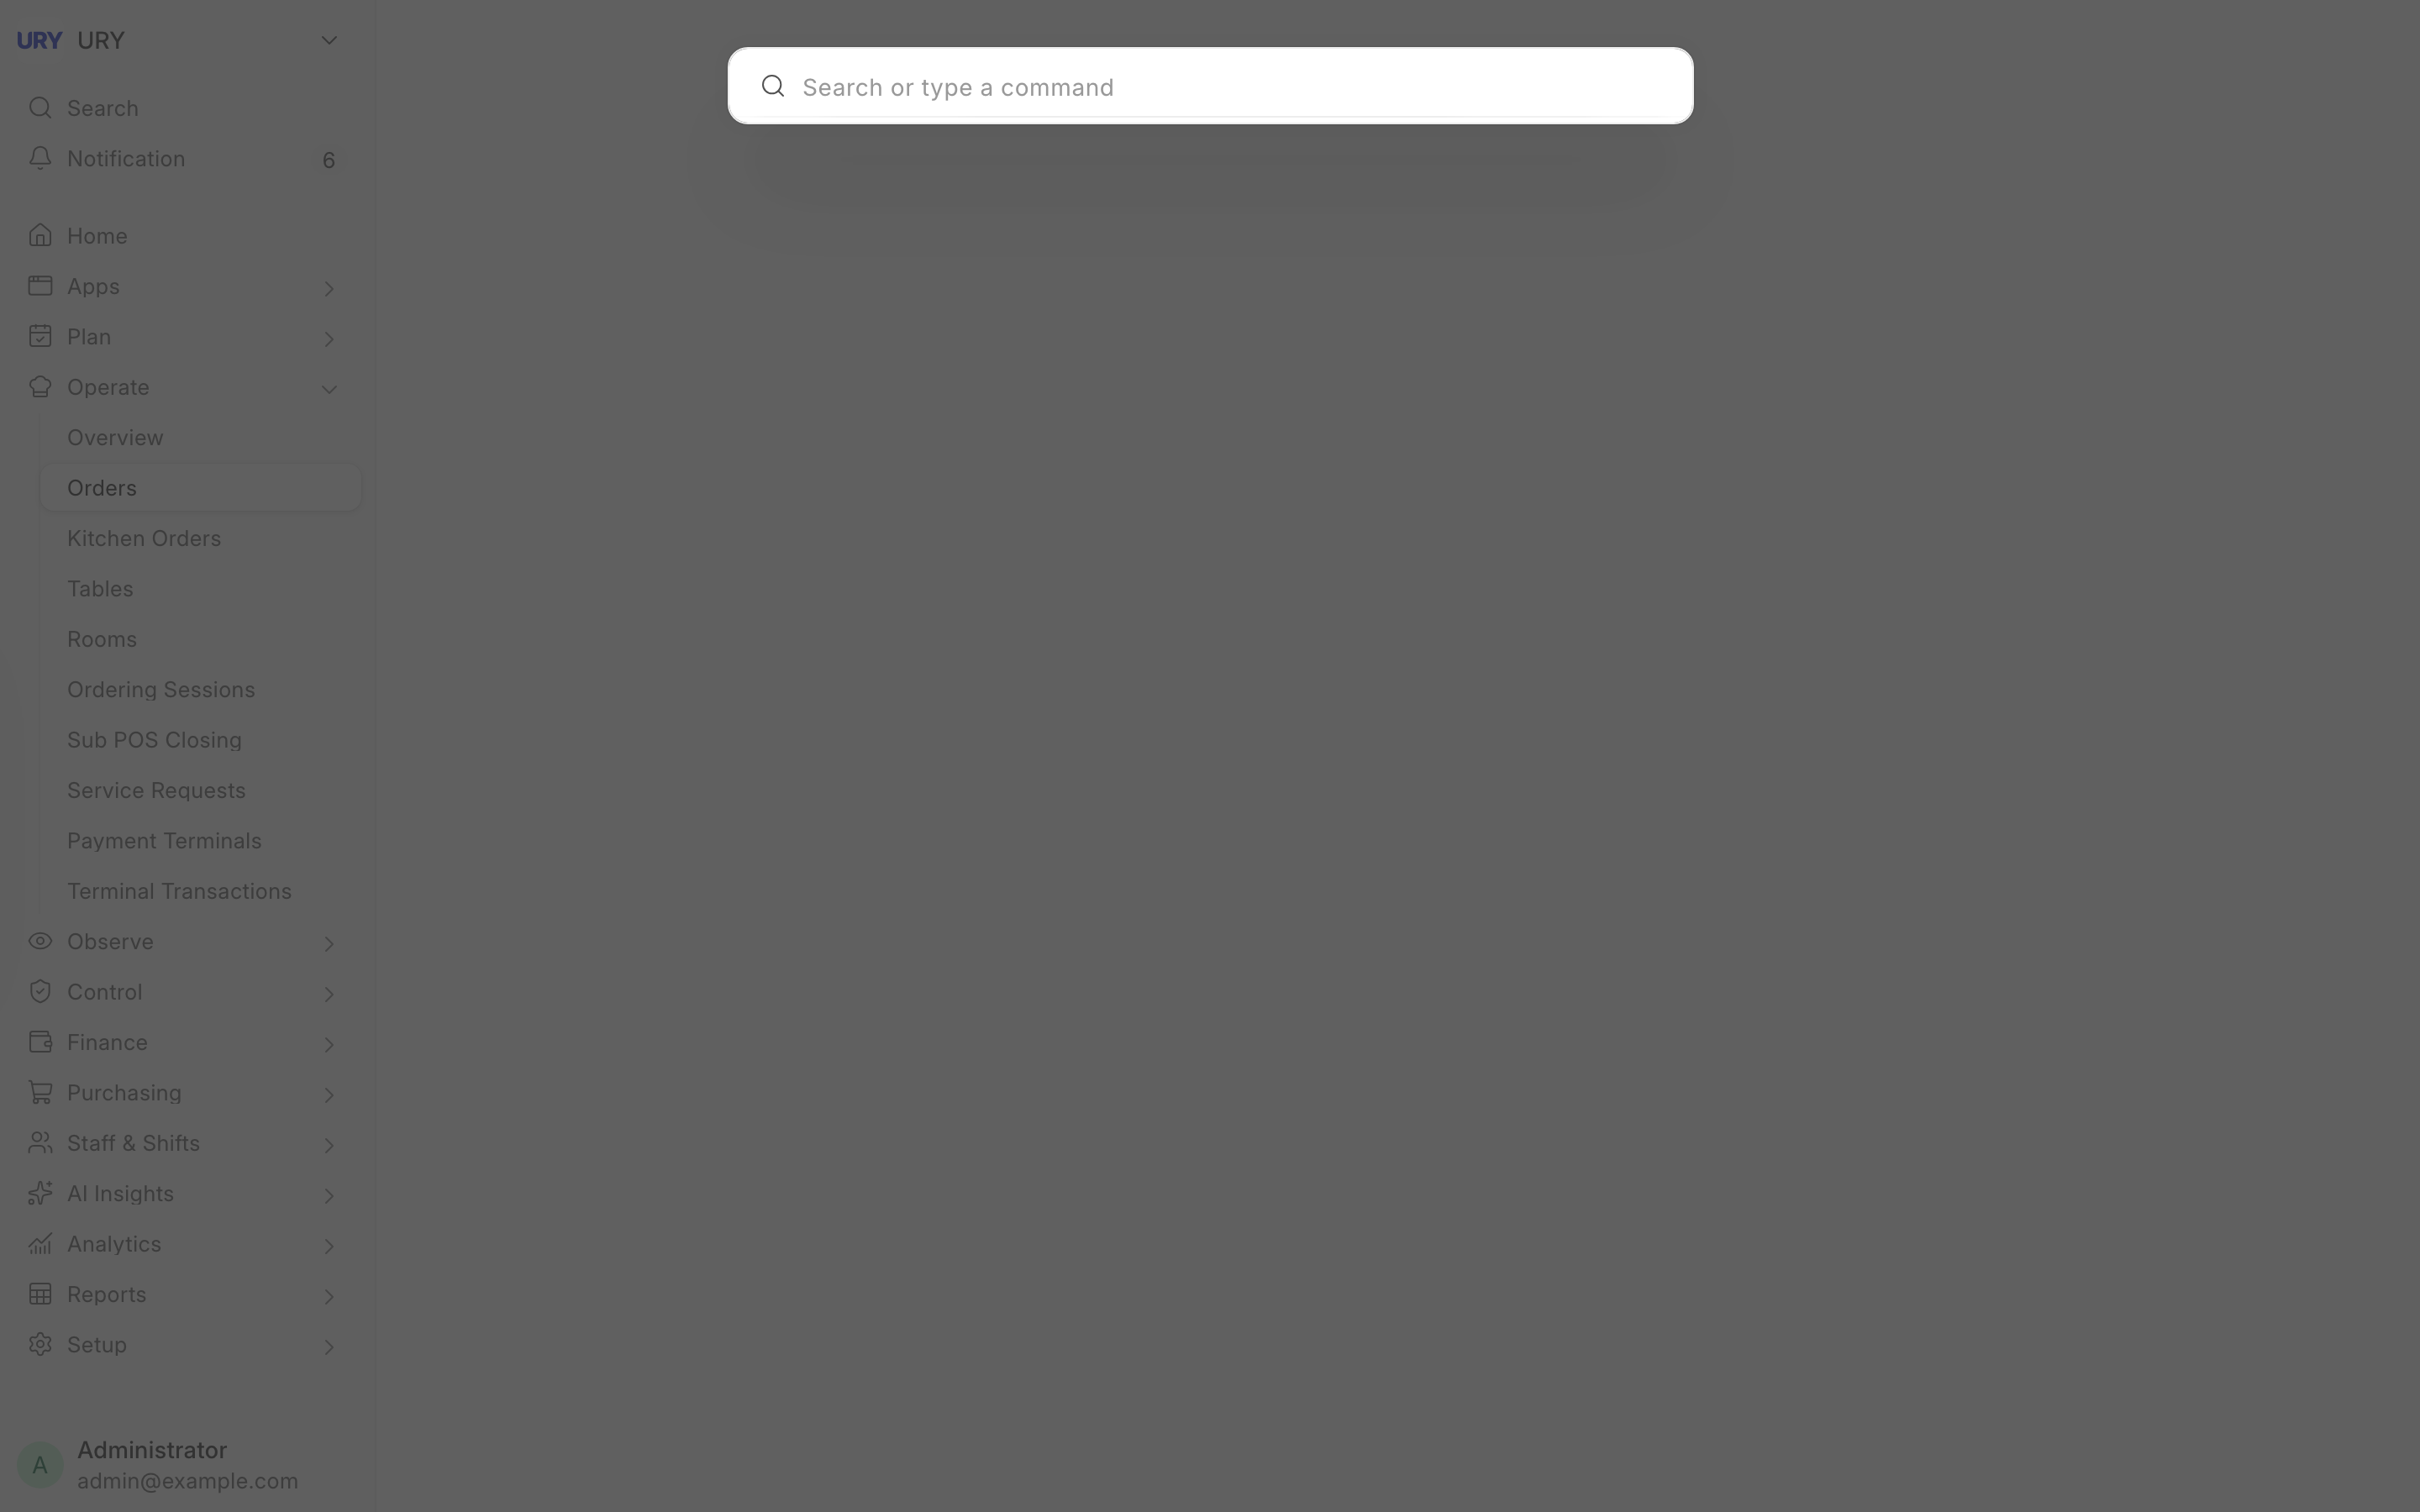 URY URY
Search or type a command
Search
Notification 6
Home
Apps
Plan
Operate
Overview
Orders
Kitchen Orders
Tables
Rooms
Ordering Sessions
Sub POS Closing
Service Requests
Payment Terminals
Terminal Transactions
Observe
Control
Finance
Purchasing
Staff & Shifts
AI Insights
Analytics
Reports
Setup
A Administrator
admin@example.com